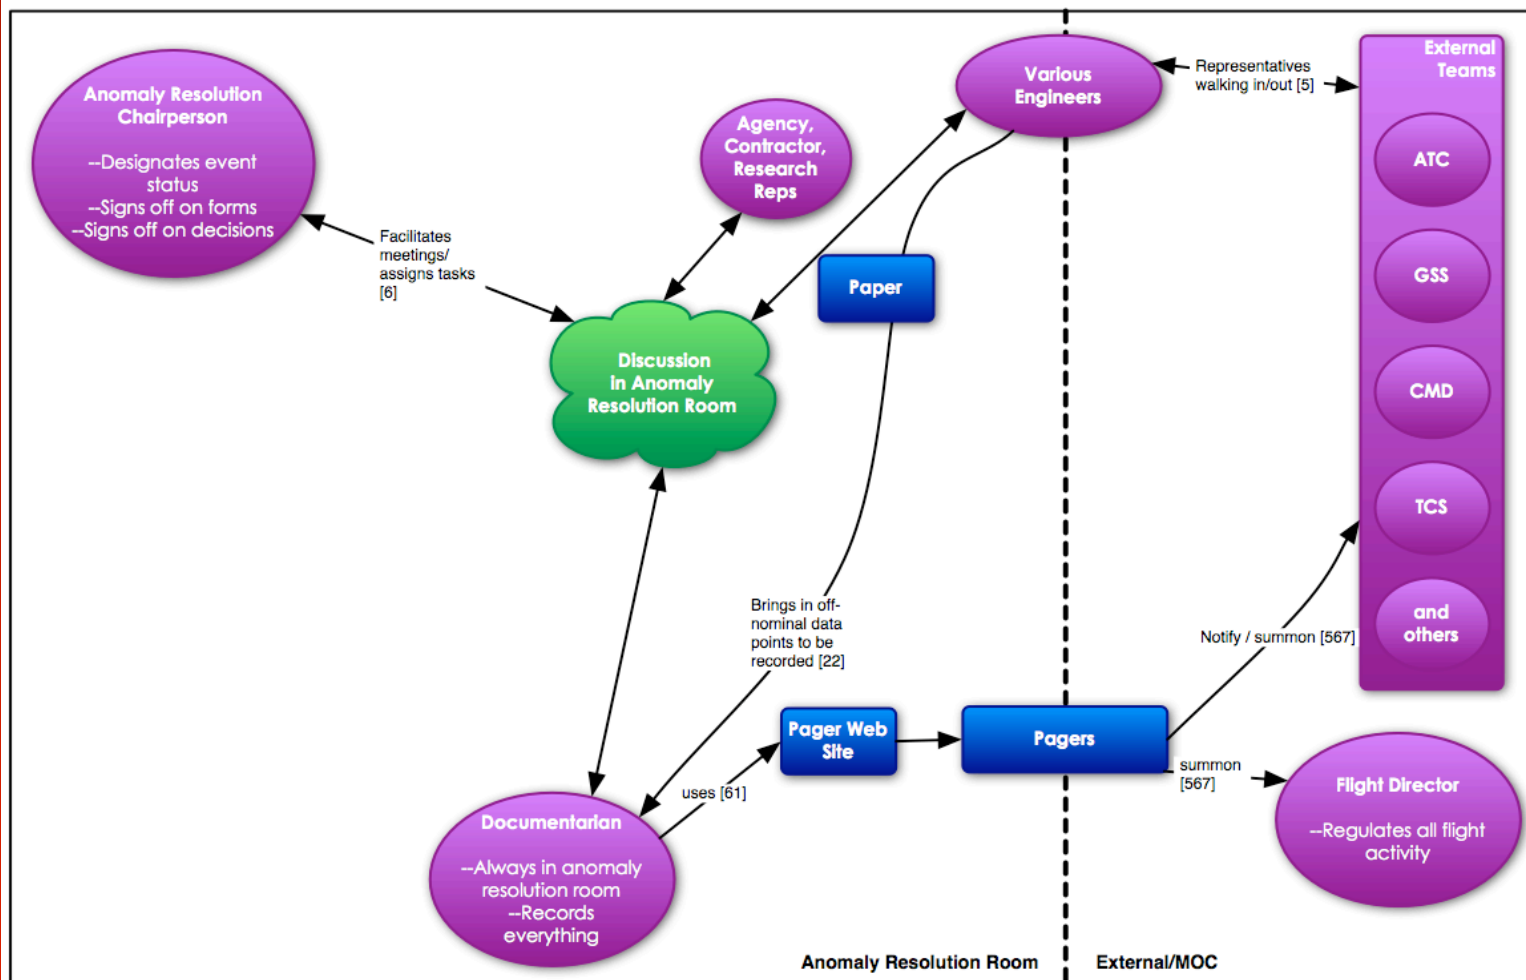 Anomaly Resolution
Chairperson
--Designates event
status
--Signs off on forms
--Signs off on decisions
Facilitates
meetings/
assigns tasks
[6]
Agency,
Contractor,
Research
Reps
Various
Engineers
Representatives
walking in/out [5]
External
Teams
ATC
GSS
CMD
TCS
and
others
Paper
Discussion
in Anomaly
Resolution Room
Brings in off-
nominal data
points to be
recorded [22]
Notify / summon [567]
Pager Web
Site
Pagers
uses [61]
summon
[567]
Flight Director
--Regulates all flight
activity
Documentarian
--Always in anomaly
resolution room
--Records
everything
Anomaly Resolution Room
External/MOC